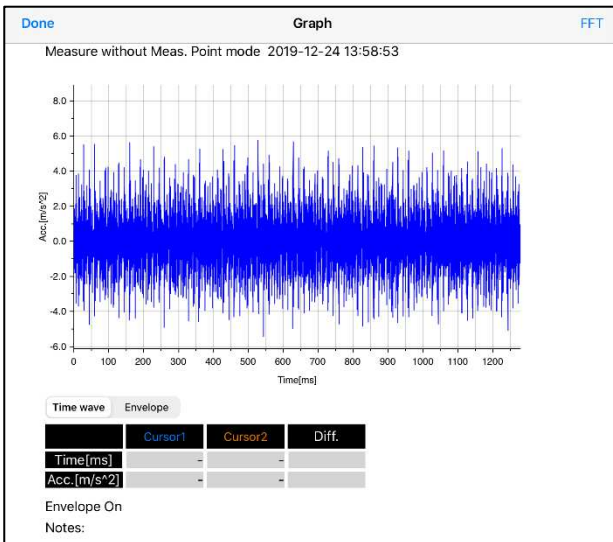 Done Graph FFT
Measure without Meas. Point mode 2019-12-24 13:58:53
8.0
6.0
4.0
2.0
0.0
-2.0
-4.0
-6.0
Acc.[m/s^2]
0 100 200 300 400 500 600 700 800 900 1000 1100 1200
Time[ms]
Time wave Envelope
Cursor1 Cursor2 Diff.
Time[ms] - -
Acc.[m/s^2] - -
Envelope On
Notes: